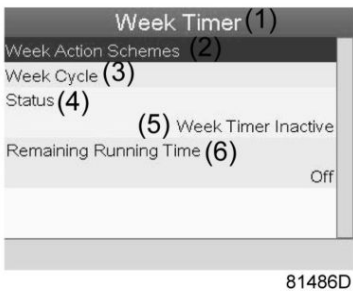 Week Timer (1)
Week Action Schemes (2)
Week Cycle (3)
Status (4)
(5) Week Timer Inactive
Remaining Running Time (6)
Off
81486D